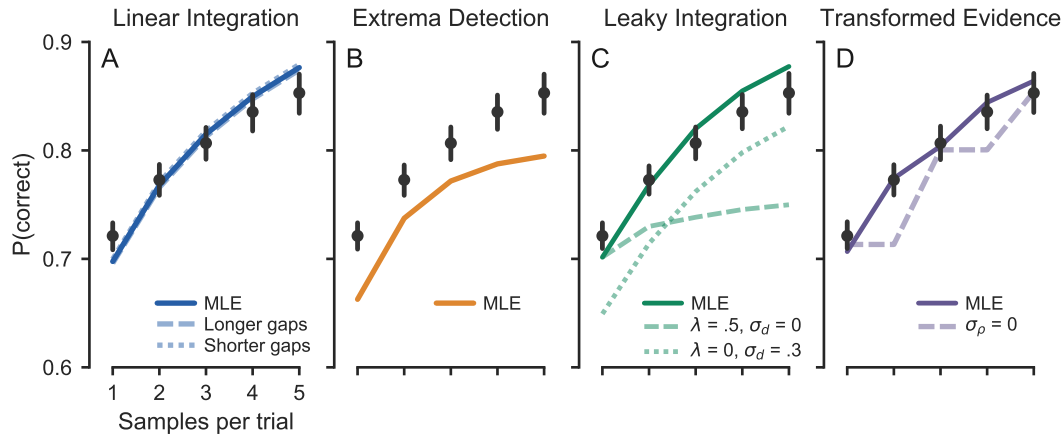 Linear Integration
Extrema Detection
Leaky Integration
Transformed Evidence
A
B
C
D
0.9
0.8
0.7
0.6
P(correct)
MLE
Longer gaps
Shorter gaps
MLE
MLE
λ = .5, σd = 0
λ = 0, σd = .3
MLE
σρ = 0
1 2 3 4 5
Samples per trial